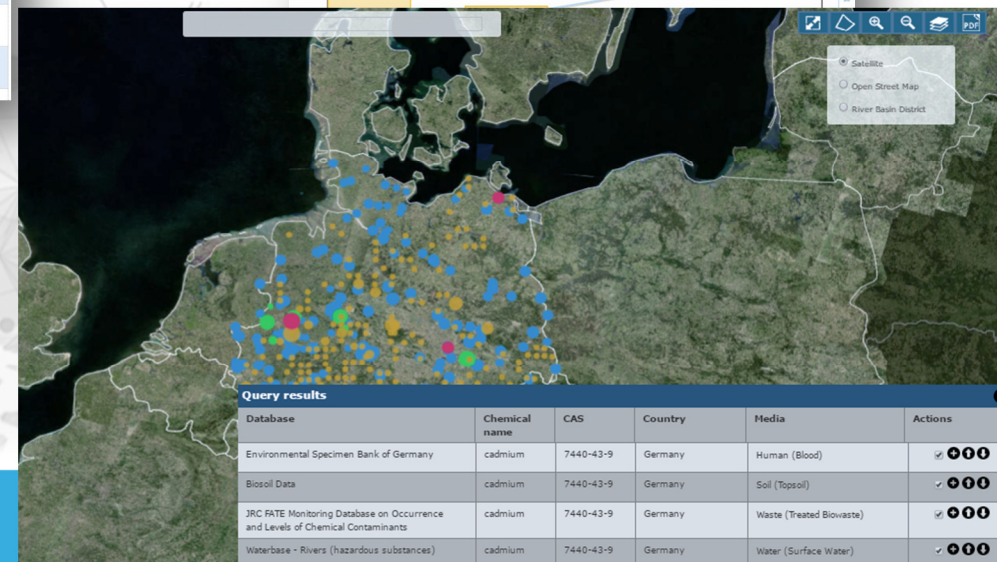 PDF
Satellite
Open Street Map
River Basin District
Query results
Database Chemical name CAS Country Media Actions
Environmental Specimen Bank of Germany cadmium 7440-43-9 Germany Human (Blood)
Biosoil Data cadmium 7440-43-9 Germany Soil (Topsoil)
JRC FATE Monitoring Database on Occurrence cadmium 7440-43-9 Germany Waste (Treated Biowaste)
and Levels of Chemical Contaminants
Waterbase - Rivers (hazardous substances) cadmium 7440-43-9 Germany Water (Surface Water)